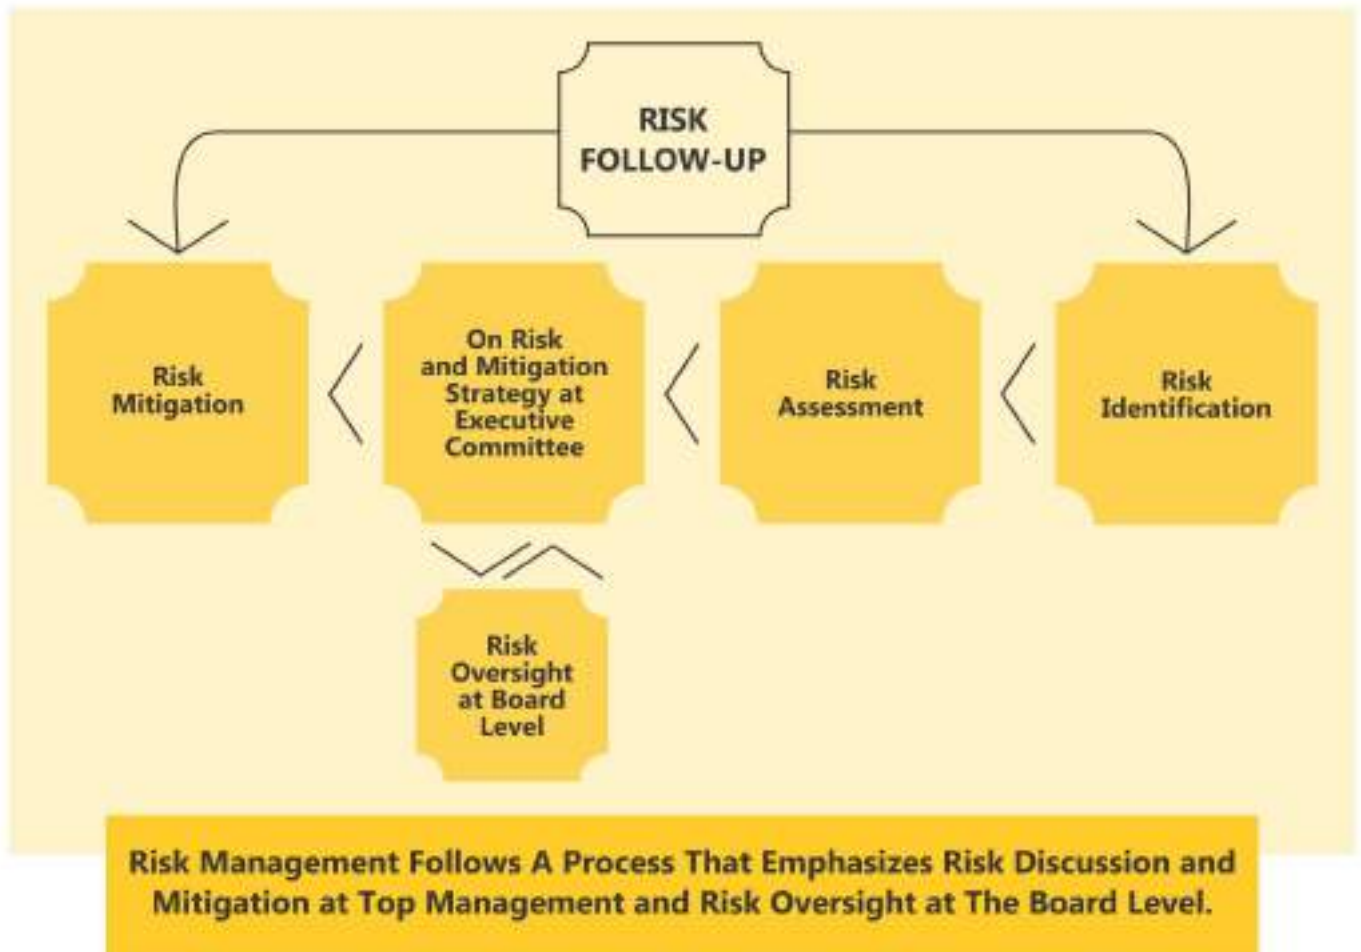 RISK
FOLLOW-UP
Risk
Mitigation
On Risk
and Mitigation
Strategy at
Executive
Committee
Risk
Assessment
Risk
Identification
Risk
Oversight
at Board
Level
Risk Management Follows A Process That Emphasizes Risk Discussion and
Mitigation at Top Management and Risk Oversight at The Board Level.